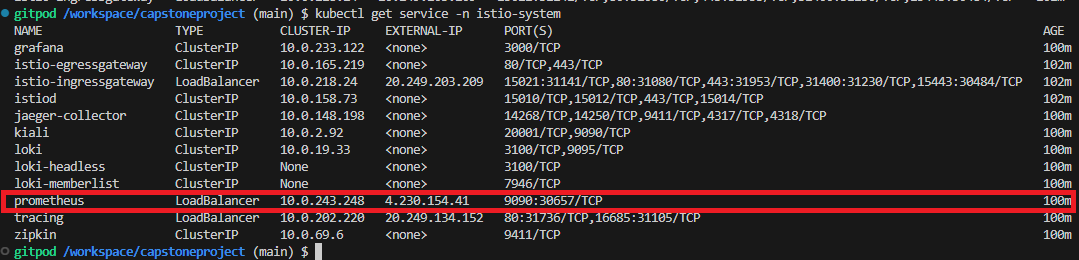 gitpod /workspace/capstoneproject (main) $ kubectl get service -n istio-system
NAME TYPE CLUSTER-IP EXTERNAL-IP PORT(S) AGE
grafana ClusterIP 10.0.233.122 <none> 3000/TCP 100m
istio-egressgateway ClusterIP 10.0.165.219 <none> 80/TCP,443/TCP 102m
istio-ingressgateway LoadBalancer 10.0.218.24 20.249.203.209 15021:31141/TCP,80:31080/TCP,443:31953/TCP,31400:31230/TCP,15443:30484/TCP 102m
istiod ClusterIP 10.0.158.73 <none> 15010/TCP,15012/TCP,443/TCP,15014/TCP 102m
jaeger-collector ClusterIP 10.0.148.198 <none> 14268/TCP,14250/TCP,9411/TCP,4317/TCP,4318/TCP 100m
kiali ClusterIP 10.0.2.92 <none> 20001/TCP,9090/TCP 100m
loki ClusterIP 10.0.19.33 <none> 3100/TCP,9095/TCP 100m
loki-headless ClusterIP None <none> 3100/TCP 100m
loki-memberlist ClusterIP None <none> 7946/TCP 100m
prometheus LoadBalancer 10.0.243.248 4.230.154.41 9090:30657/TCP 100m
tracing LoadBalancer 10.0.202.220 20.249.134.152 80:31736/TCP,16685:31105/TCP 100m
zipkin ClusterIP 10.0.69.6 <none> 9411/TCP 100m
gitpod /workspace/capstoneproject (main) $